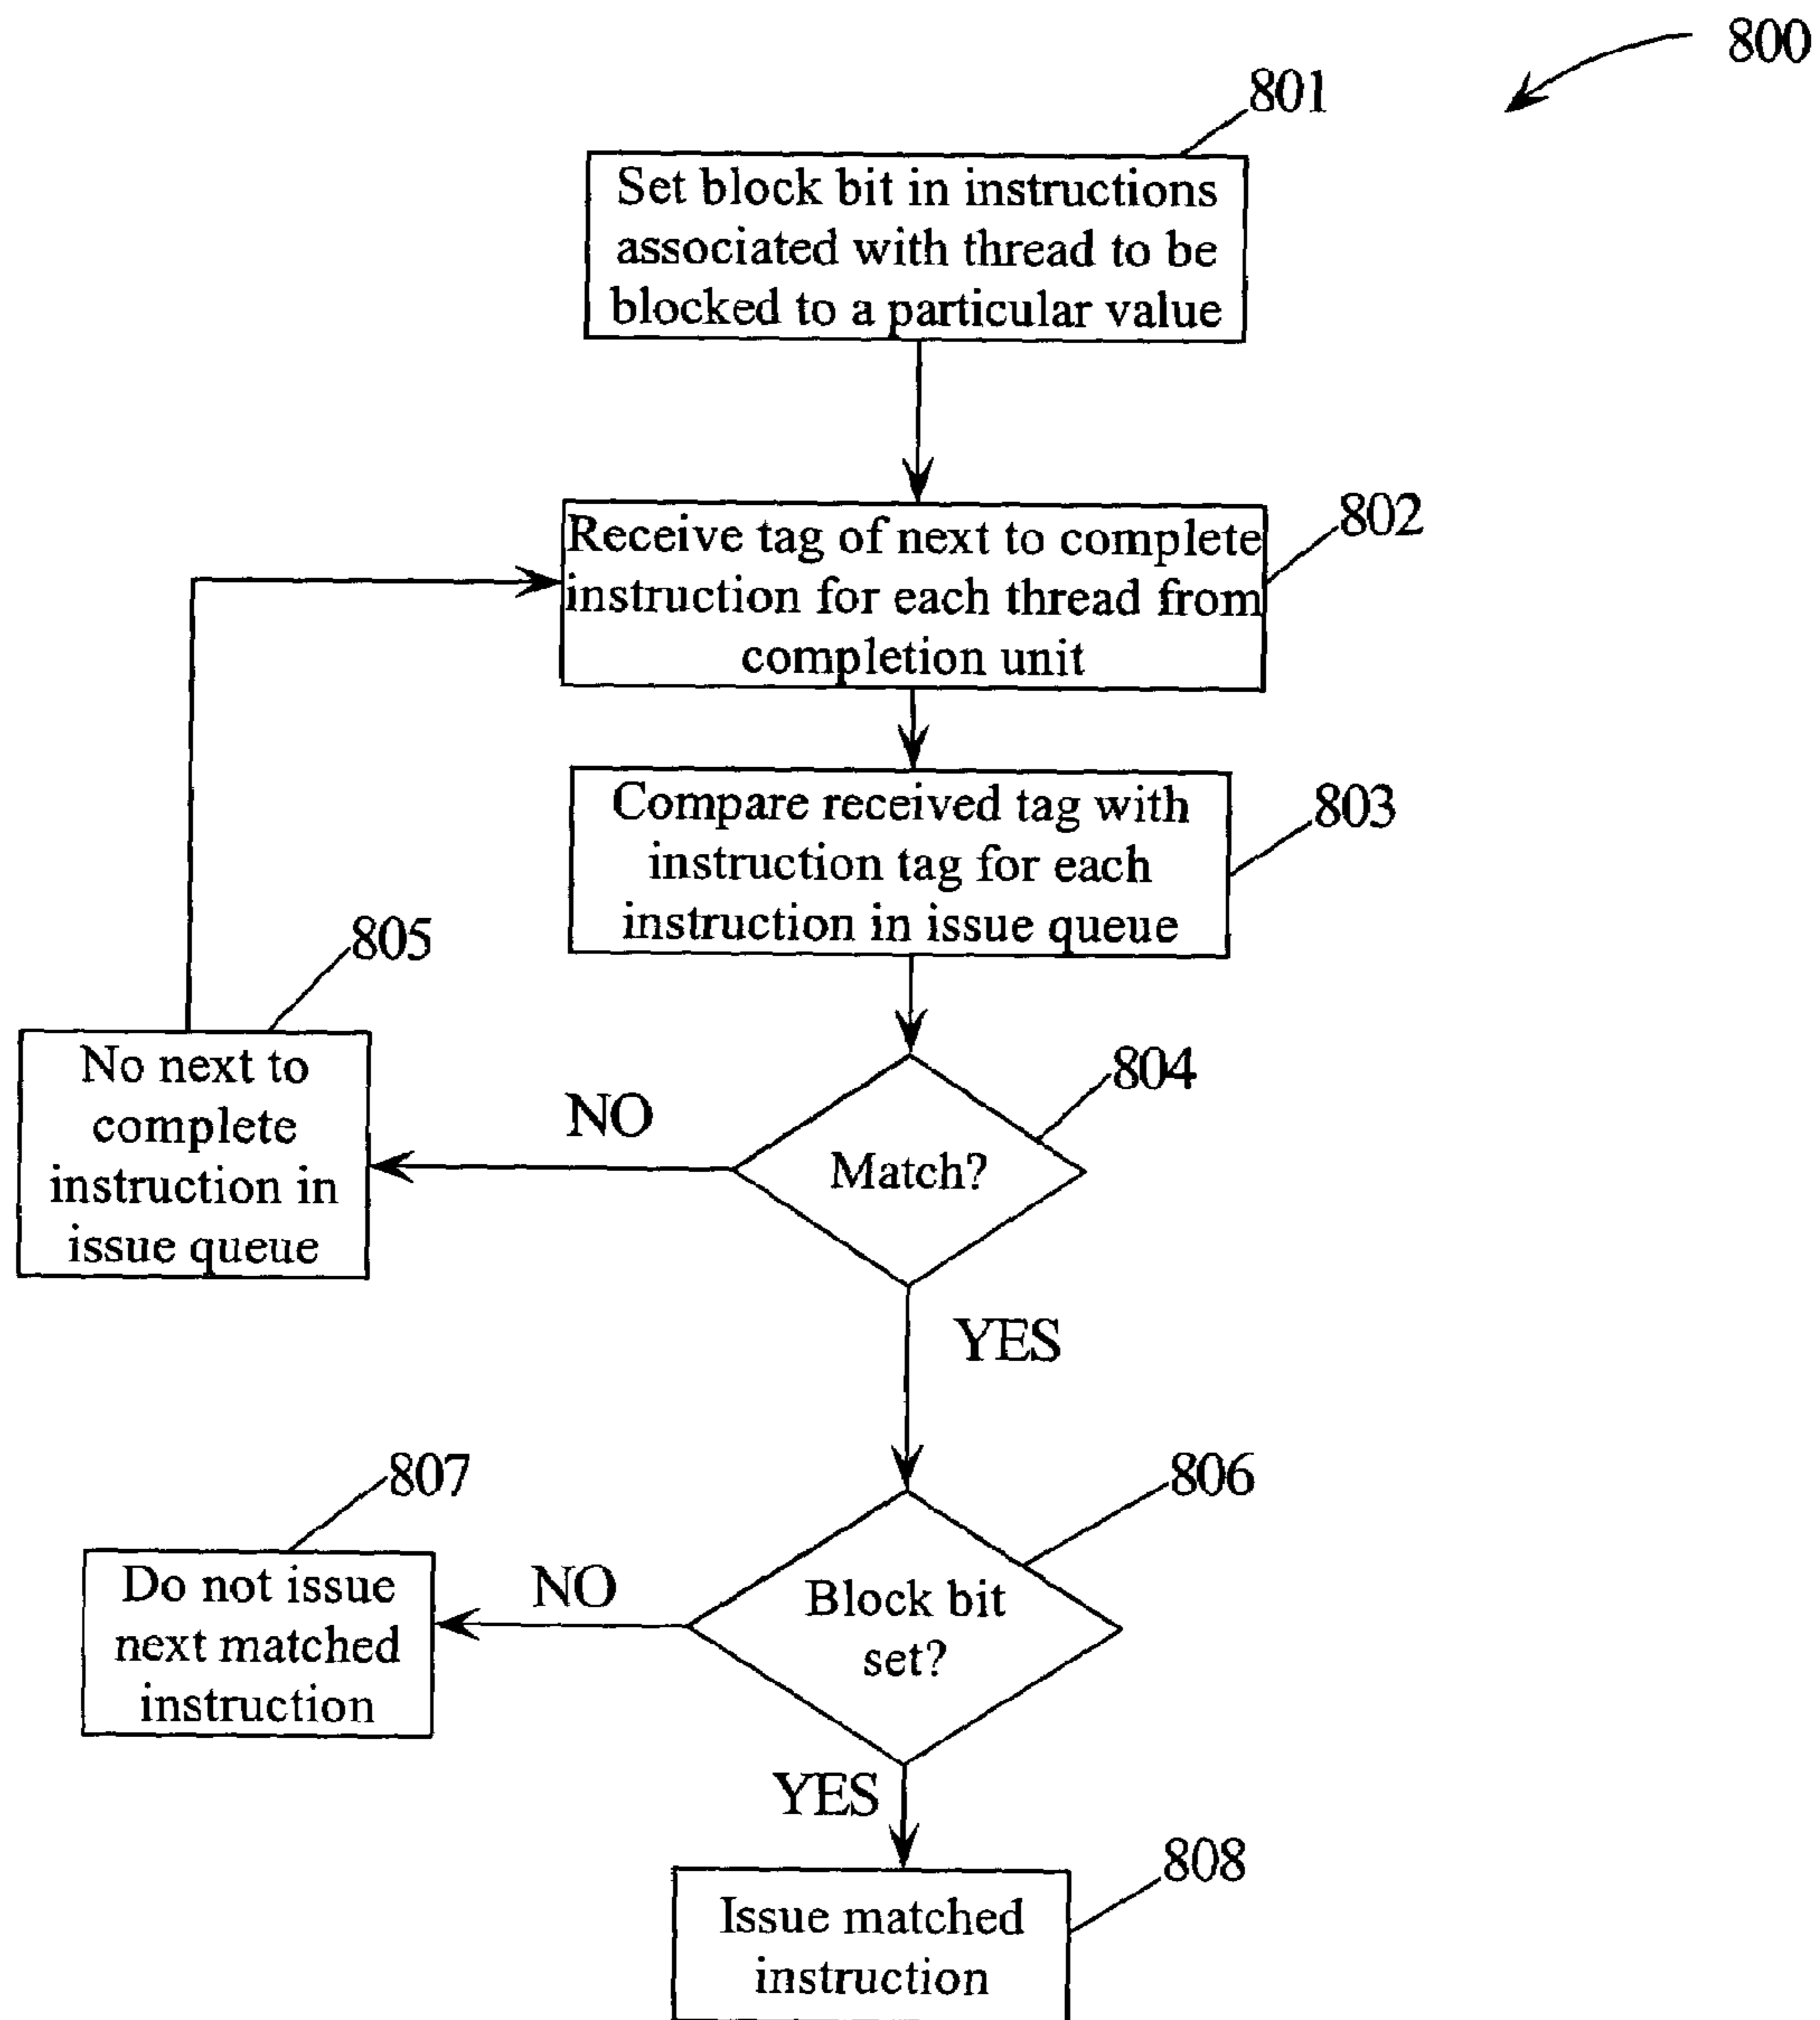 800
801
Set block bit in instructions
associated with thread to be
blocked to a particular value
802
Receive tag of next to complete
instruction for each thread from
completion unit
803
Compare received tag with
instruction tag for each
instruction in issue queue
805
No next to
complete
instruction in
issue queue
NO
804
Match?
YES
807
Do not issue
next matched
instruction
NO
806
Block bit
set?
YES
808
Issue matched
instruction